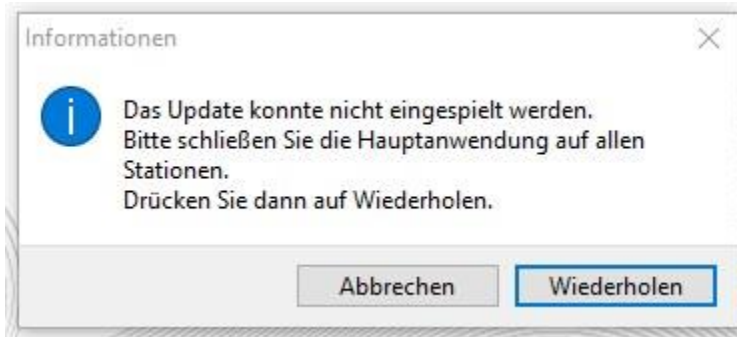 Informationen
Das Update konnte nicht eingespielt werden.
Bitte schließen Sie die Hauptanwendung auf allen
Stationen.
Drücken Sie dann auf Wiederholen.
Abbrechen
Wiederholen